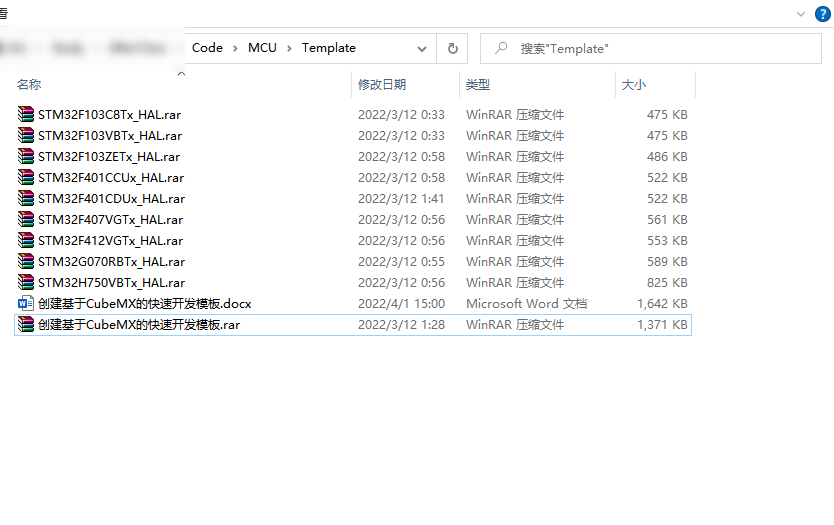 看
?
Code › MCU › Template
搜索"Template"
名称 修改日期 类型 大小
STM32F103C8Tx_HAL.rar 2022/3/12 0:33 WinRAR 压缩文件 475 KB
STM32F103VBTx_HAL.rar 2022/3/12 0:33 WinRAR 压缩文件 475 KB
STM32F103ZETx_HAL.rar 2022/3/12 0:58 WinRAR 压缩文件 486 KB
STM32F401CCUx_HAL.rar 2022/3/12 0:58 WinRAR 压缩文件 522 KB
STM32F401CDUx_HAL.rar 2022/3/12 1:41 WinRAR 压缩文件 522 KB
STM32F407VGTx_HAL.rar 2022/3/12 0:56 WinRAR 压缩文件 561 KB
STM32F412VGTx_HAL.rar 2022/3/12 0:56 WinRAR 压缩文件 553 KB
STM32G070RBTx_HAL.rar 2022/3/12 0:55 WinRAR 压缩文件 589 KB
STM32H750VBTx_HAL.rar 2022/3/12 0:56 WinRAR 压缩文件 825 KB
创建基于CubeMX的快速开发模板.docx 2022/4/1 15:00 Microsoft Word 文档 1,642 KB
创建基于CubeMX的快速开发模板.rar 2022/3/12 1:28 WinRAR 压缩文件 1,371 KB